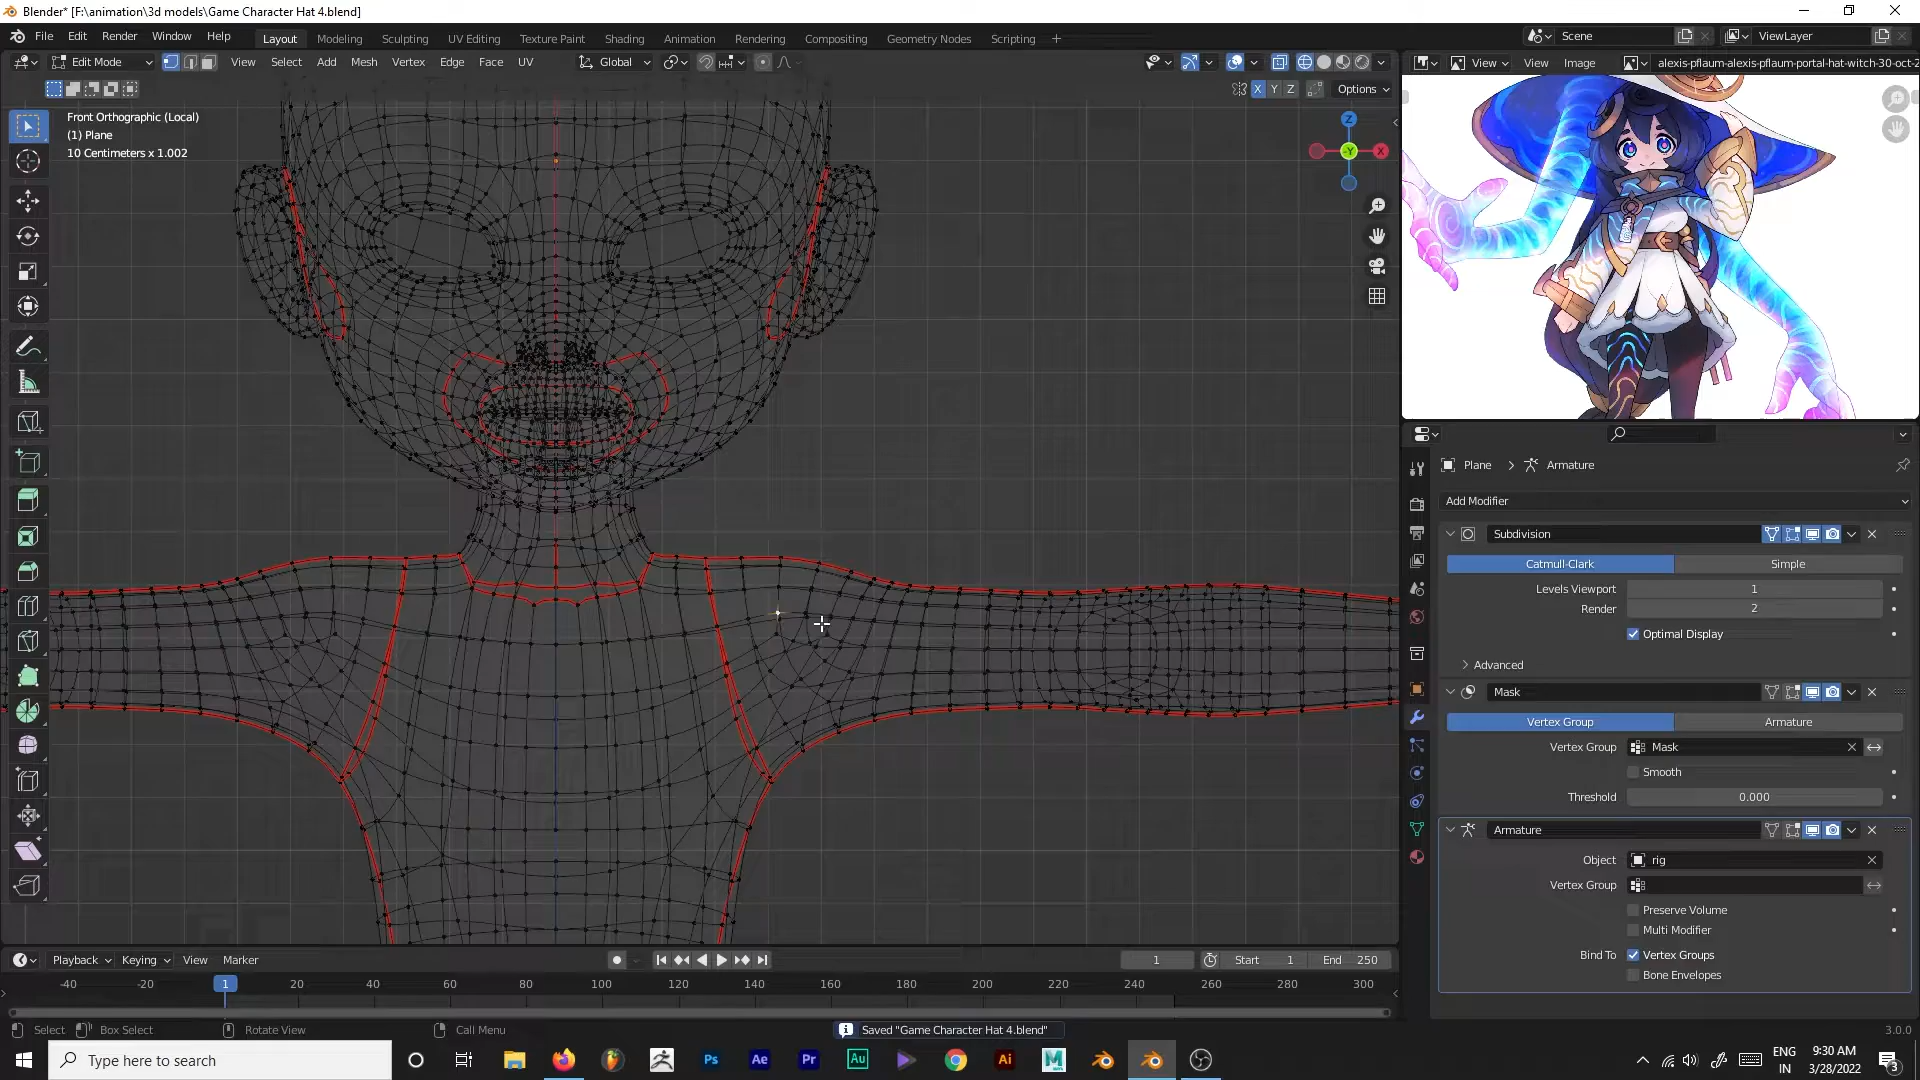 Blender* [F:\animation\3d models\Game Character Hat 4.blend]
File Edit Render Window Help Layout Modeling Sculpting UV Editing Texture Paint Shading Animation Rendering Compositing Geometry Nodes Scripting Scene ViewLayer
Edit Mode View Select Add Mesh Vertex Edge Face UV Global
View View Image alexis-pflaum-alexis-pflaum-portal-hat-witch-30-oct-2
X Y Z Options
Front Orthographic (Local)
(1) Plane
10 Centimeters x 1.002
Z
-Y X
Plane Armature
Add Modifier
Subdivision
Catmull-Clark Simple
Levels Viewport 1
Render 2
Optimal Display
Advanced
Mask
Vertex Group Armature
Vertex Group Mask
Smooth
Threshold 0.000
Armature
Object rig
Vertex Group
Preserve Volume
Multi Modifier
Bind To Vertex Groups
Bone Envelopes
Playback Keying View Marker 1 Start 1 End 250
-40 -20 1 20 40 60 80 100 120 140 160 180 200 220 240 260 280 300
Select Box Select Rotate View Call Menu Saved "Game Character Hat 4.blend" 3.0.0
Type here to search
Ps Ae Pr Au Ai M
ENG
IN
9:30 AM
3/28/2022
3